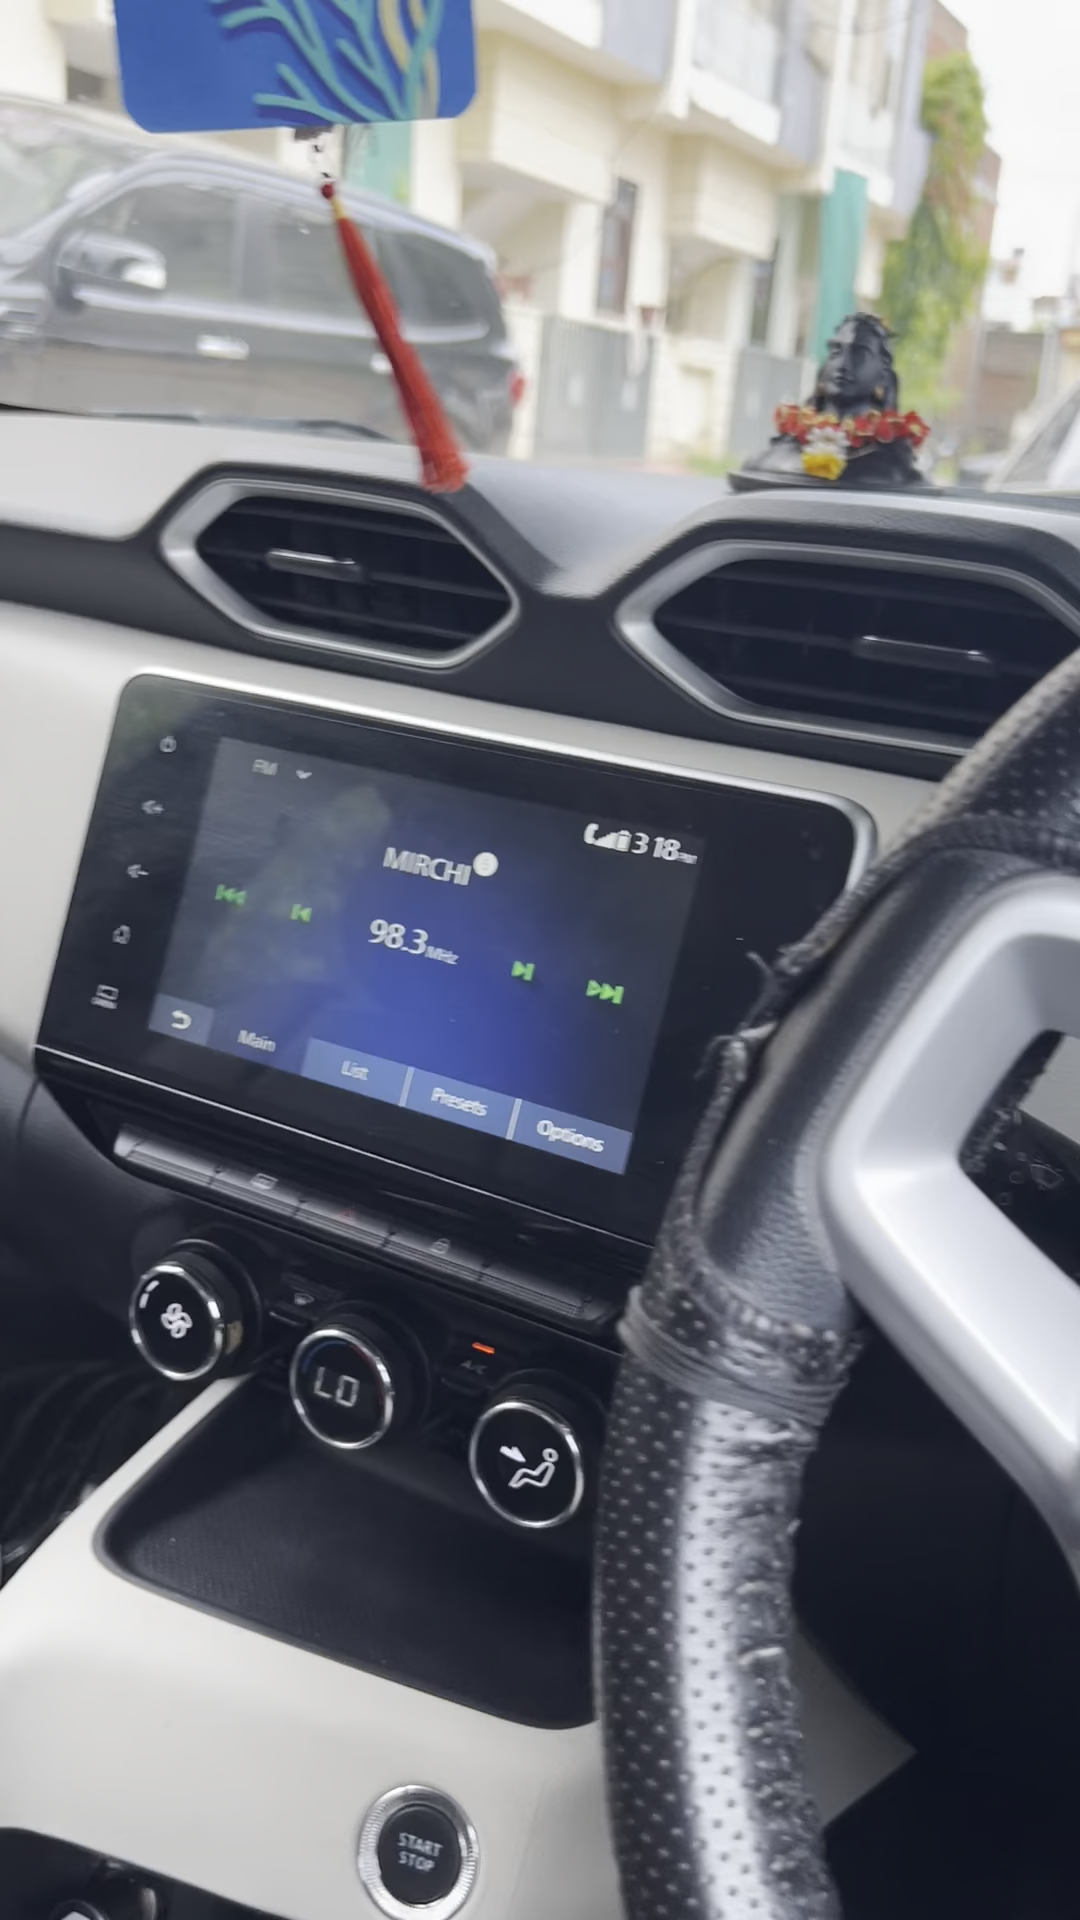 FM
3 18
MIRCHI
98.3 MHz
Main
List
Presets
Options
LO
A/C
START
STOP